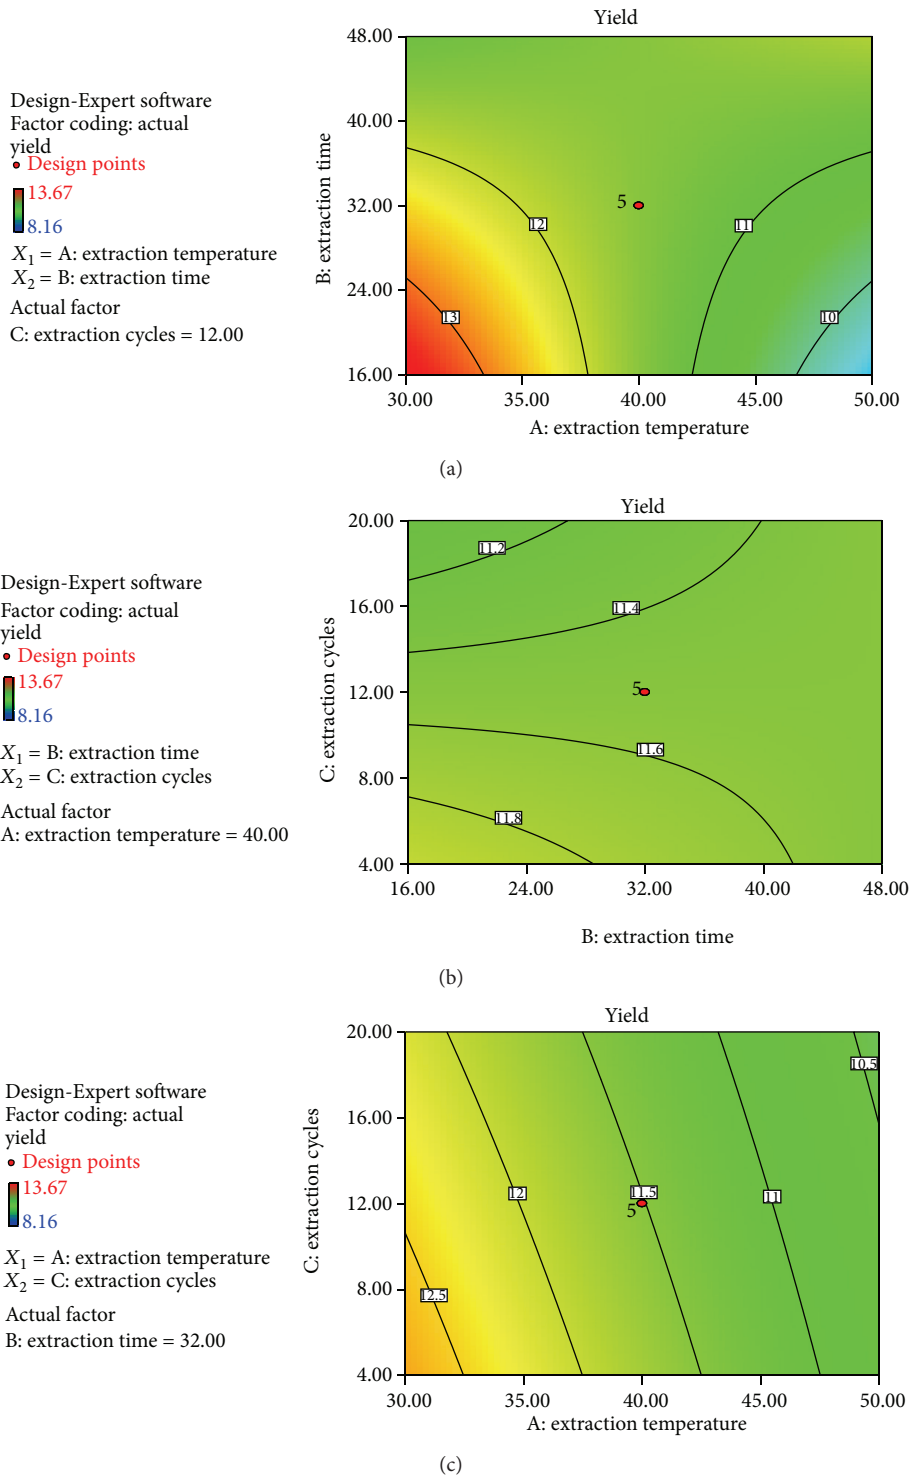 Yield
Design-Expert software
Factor coding: actual
yield
Design points
13.67
8.16
X1 = A: extraction temperature
X2 = B: extraction time
Actual factor
C: extraction cycles = 12.00
B: extraction time
48.00
40.00
32.00
24.00
16.00
12
11
13
10
5
30.00 35.00 40.00 45.00 50.00
A: extraction temperature
(a)
Yield
Design-Expert software
Factor coding: actual
yield
Design points
13.67
8.16
X1 = B: extraction time
X2 = C: extraction cycles
Actual factor
A: extraction temperature = 40.00
C: extraction cycles
20.00
16.00
12.00
8.00
4.00
11.2
11.4
5
11.6
11.8
16.00 24.00 32.00 40.00 48.00
B: extraction time
(b)
Yield
Design-Expert software
Factor coding: actual
yield
Design points
13.67
8.16
X1 = A: extraction temperature
X2 = C: extraction cycles
Actual factor
B: extraction time = 32.00
C: extraction cycles
20.00
16.00
12.00
8.00
4.00
10.5
12
11.5
11
5
12.5
30.00 35.00 40.00 45.00 50.00
A: extraction temperature
(c)